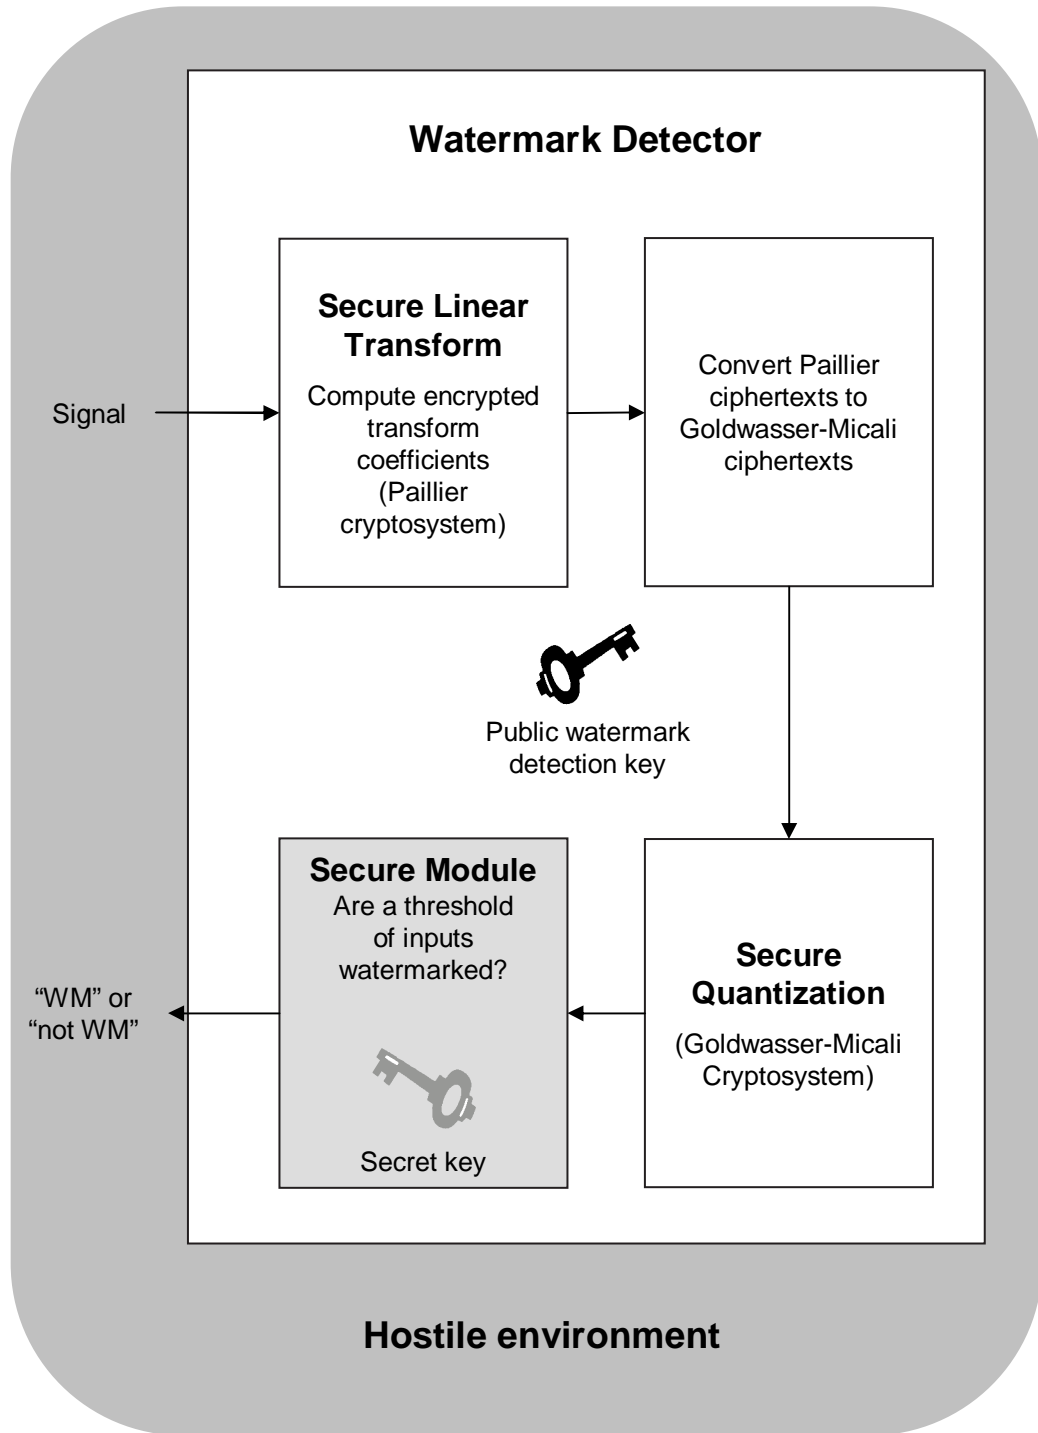 Watermark Detector
Signal
Secure Linear
Transform
Compute encrypted
transform
coefficients
(Paillier
cryptosystem)
Convert Paillier
ciphertexts to
Goldwasser-Micali
ciphertexts
Public watermark
detection key
Secure Quantization
(Goldwasser-Micali
Cryptosystem)
Secure Module
Are a threshold
of inputs
watermarked?
Secret key
“WM” or
“not WM”
Hostile environment